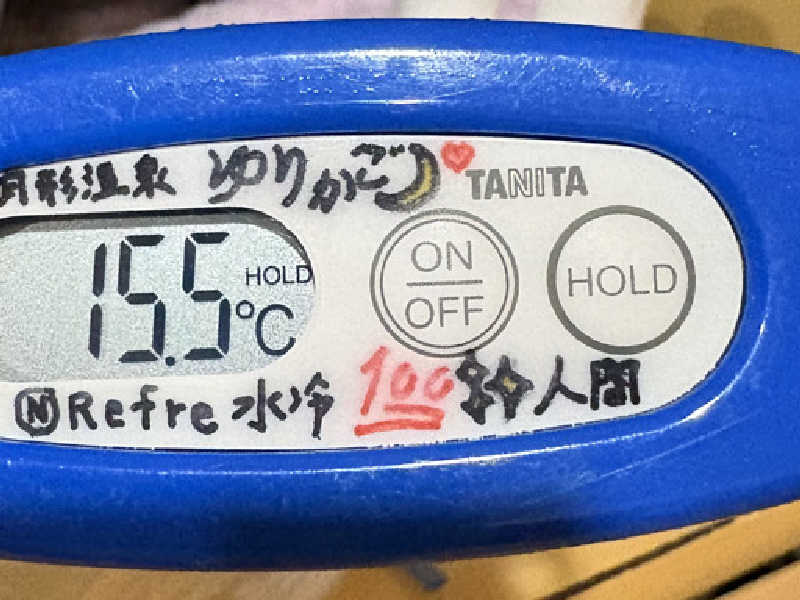 月形温泉 ゆりかご
TANITA
15.5 HOLD
°C
ON
OFF
HOLD
Ⓝ Refre 水冷 100 人間